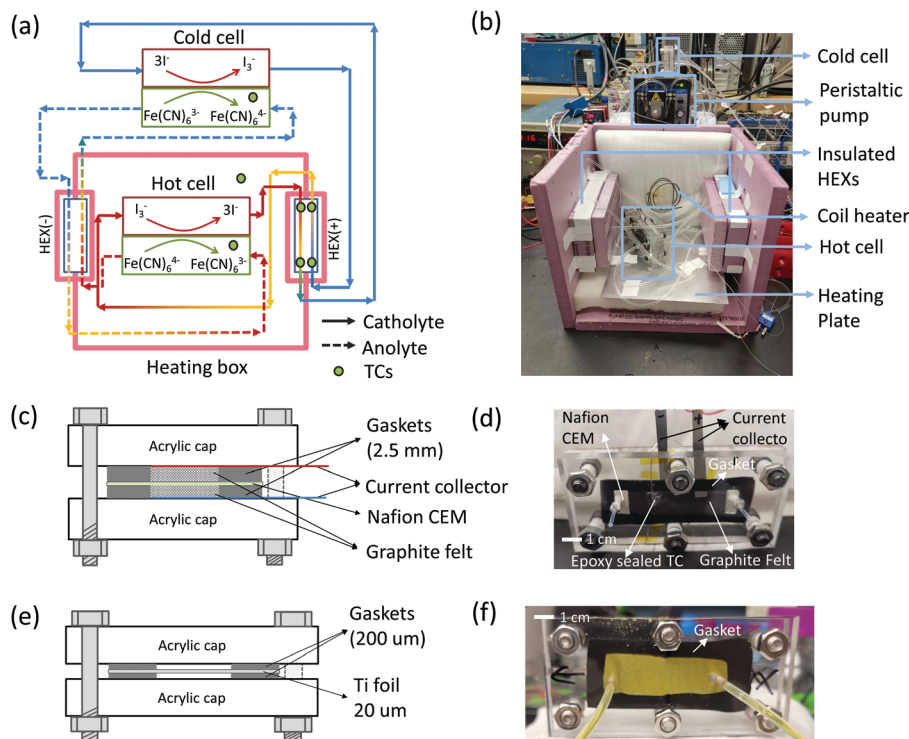 (a)
Cold cell
3I⁻
I₃⁻
Fe(CN)₆³⁻
Fe(CN)₆⁴⁻
Hot cell
I₃⁻
3I⁻
Fe(CN)₆⁴⁻
Fe(CN)₆³⁻
HEX(-)
HEX(+)
Catholyte
Anolyte
TCs
Heating box
(b)
Cold cell
Peristaltic
pump
Insulated
HEXs
Coil heater
Hot cell
Heating
Plate
(c)
Acrylic cap
Acrylic cap
Gaskets
(2.5 mm)
Current collector
Nafion CEM
Graphite felt
(d)
Nafion
CEM
-
+
Current
collecto
Gasket
1 cm
Epoxy sealed TC
Graphite Felt
(e)
Acrylic cap
Acrylic cap
Gaskets
(200 um)
Ti foil
20 um
(f)
1 cm
Gasket